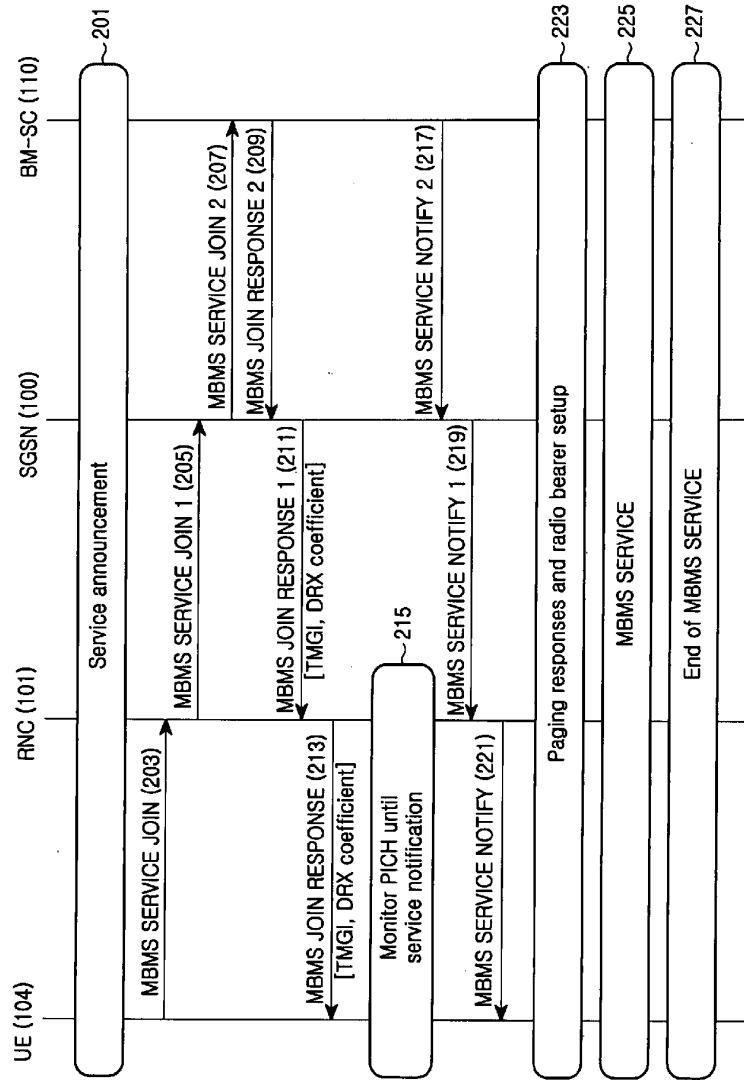 UE (104)
RNC (101)
SGSN (100)
BM-SC (110)
Service announcement
201
MBMS SERVICE JOIN (203)
MBMS SERVICE JOIN 1 (205)
MBMS SERVICE JOIN 2 (207)
MBMS JOIN RESPONSE 2 (209)
MBMS JOIN RESPONSE 1 (211)
[TMGI, DRX coefficient]
MBMS JOIN RESPONSE (213)
[TMGI, DRX coefficient]
Monitor PICH until
service notification
215
MBMS SERVICE NOTIFY 2 (217)
MBMS SERVICE NOTIFY 1 (219)
MBMS SERVICE NOTIFY (221)
Paging responses and radio bearer setup
223
MBMS SERVICE
225
End of MBMS SERVICE
227